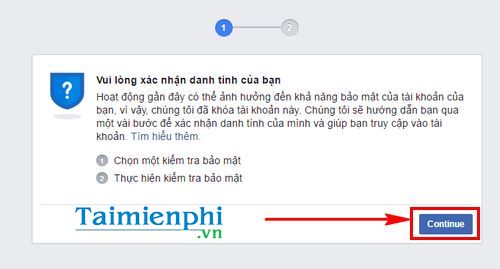 1 2
Vui lòng xác nhận danh tính của bạn
Hoạt động gần đây có thể ảnh hưởng đến khả năng bảo mật của tài khoản của
bạn, vì vậy, chúng tôi đã khóa tài khoản này. Chúng tôi sẽ hướng dẫn bạn qua
một vài bước để xác nhận danh tính của mình và giúp bạn truy cập vào tài
khoản. Tìm hiểu thêm.
1 Chọn một kiểm tra bảo mật
2 Thực hiện kiểm tra bảo mật
Taimienphi
.vn
Continue